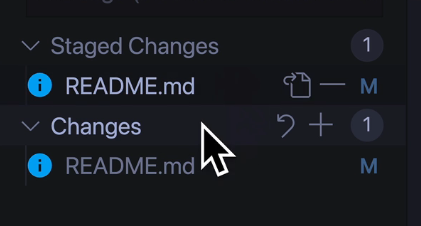 Staged Changes 1
README.md M
Changes 1
README.md M